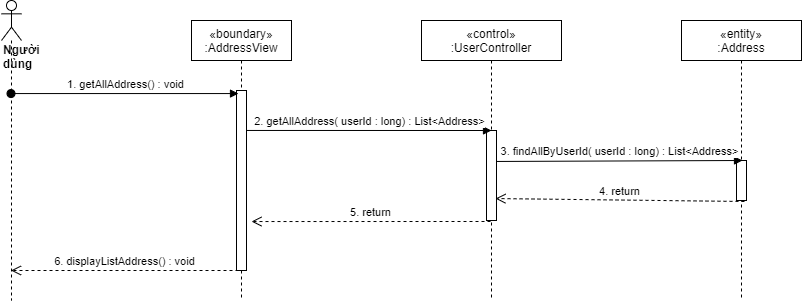 «boundary»
:AddressView
«control»
:UserController
«entity»
:Address
Người
dùng
1. getAllAddress() : void
2. getAllAddress( userId : long) : List<Address>
3. findAllByUserId( userId : long) : List<Address>
4. return
5. return
6. displayListAddress() : void